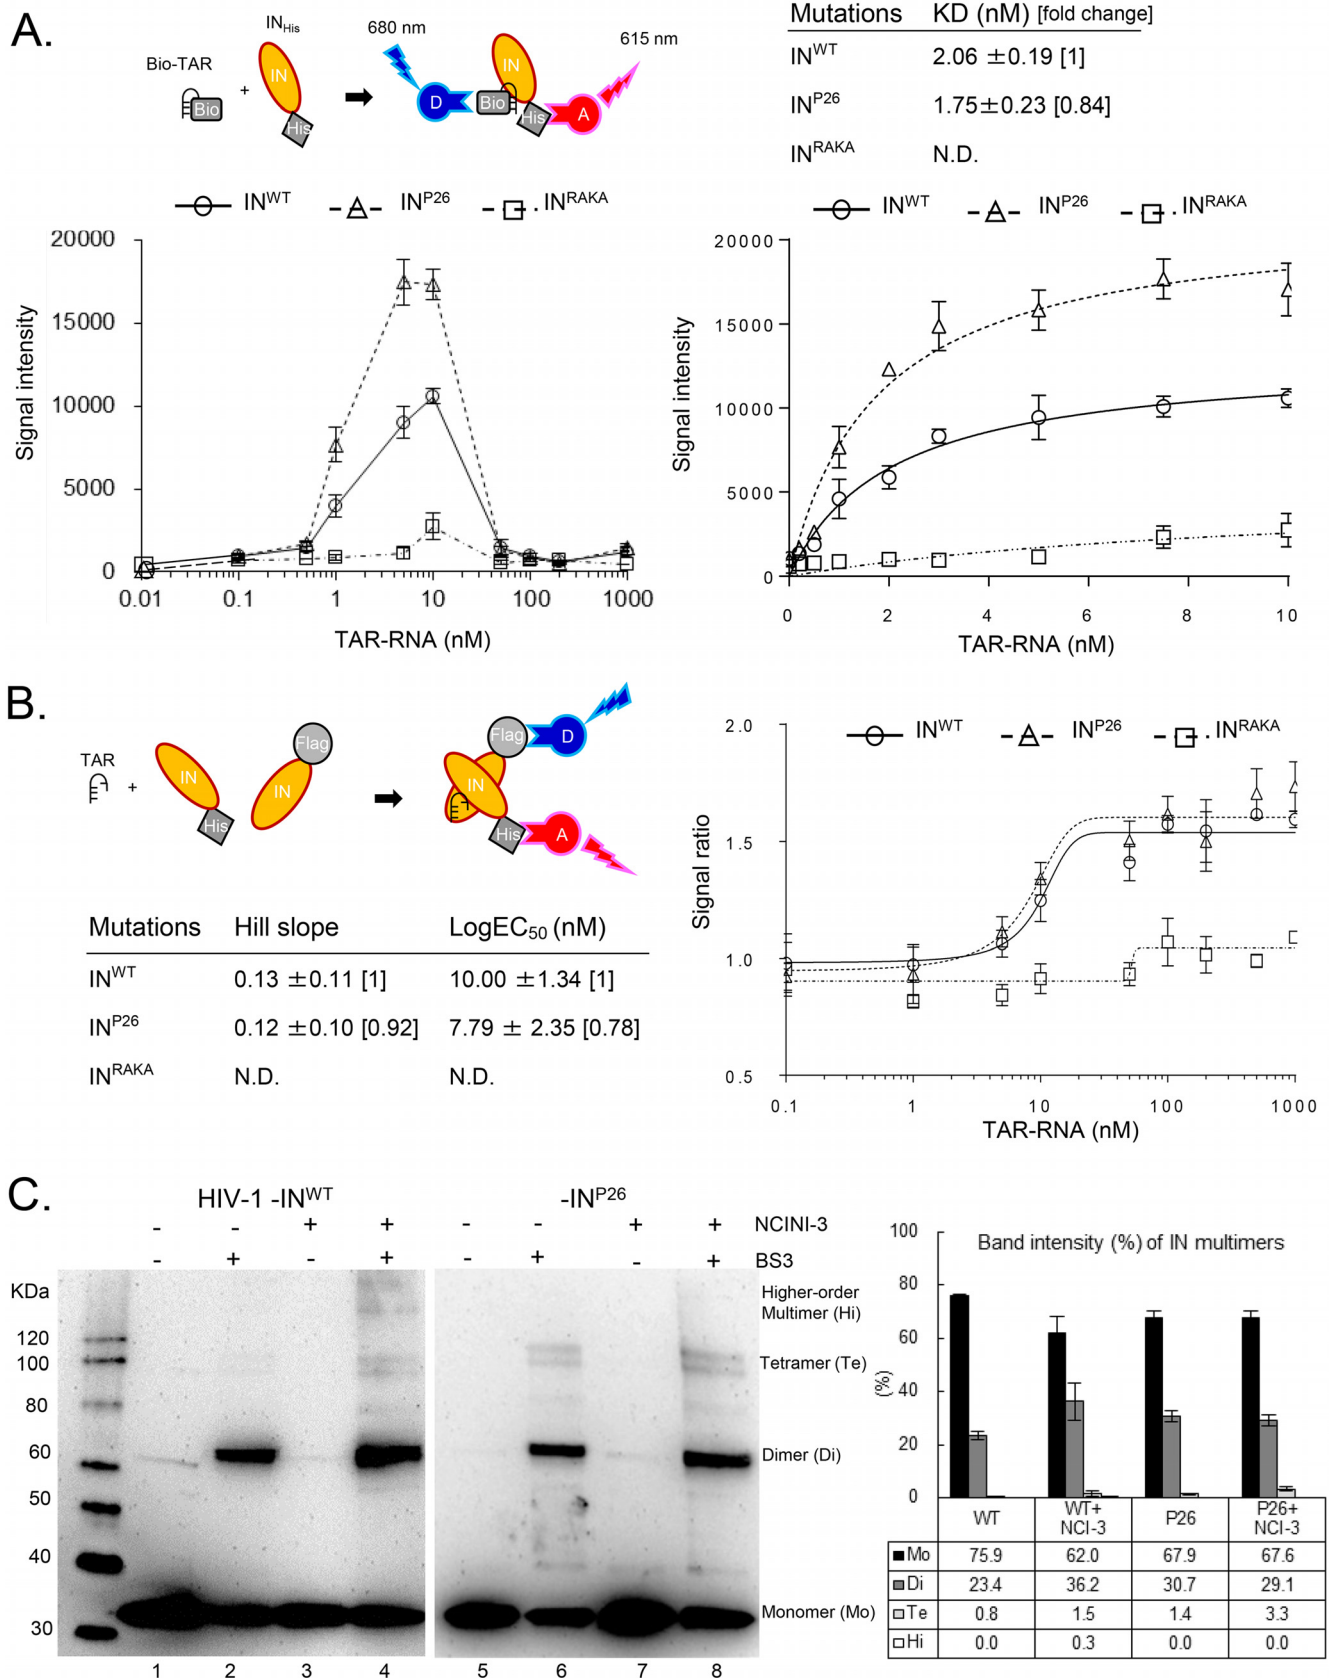 A.
IN_His
680 nm
615 nm
Bio-TAR
+
IN
Bio
His
D
IN
Bio
His
A
Mutations KD (nM) [fold change]
IN^WT 2.06 ±0.19 [1]
IN^P26 1.75±0.23 [0.84]
IN^RAKA N.D.
IN^WT IN^P26 IN^RAKA
20000
15000
10000
5000
0
Signal intensity
0.01 0.1 1 10 100 1000
TAR-RNA (nM)
IN^WT IN^P26 IN^RAKA
20000
15000
10000
5000
0
Signal intensity
0 2 4 6 8 10
TAR-RNA (nM)
B.
TAR
+
IN
His
IN
Flag
Flag
D
IN
His
A
Mutations Hill slope LogEC50 (nM)
IN^WT 0.13 ±0.11 [1] 10.00 ±1.34 [1]
IN^P26 0.12 ±0.10 [0.92] 7.79 ± 2.35 [0.78]
IN^RAKA N.D. N.D.
IN^WT IN^P26 IN^RAKA
2.0
1.5
1.0
0.5
Signal ratio
0.1 1 10 100 1000
TAR-RNA (nM)
C.
HIV-1 -IN^WT -IN^P26
- - + + - - + + NCINI-3
- + - + - + - + BS3
KDa
120
100
80
60
50
40
30
Higher-order
Multimer (Hi)
Tetramer (Te)
Dimer (Di)
Monomer (Mo)
1 2 3 4 5 6 7 8
Band intensity (%) of IN multimers
100
80
60
40
20
0
(%)
WT WT+ NCI-3 P26 P26+ NCI-3
Mo 75.9 62.0 67.9 67.6
Di 23.4 36.2 30.7 29.1
Te 0.8 1.5 1.4 3.3
Hi 0.0 0.3 0.0 0.0